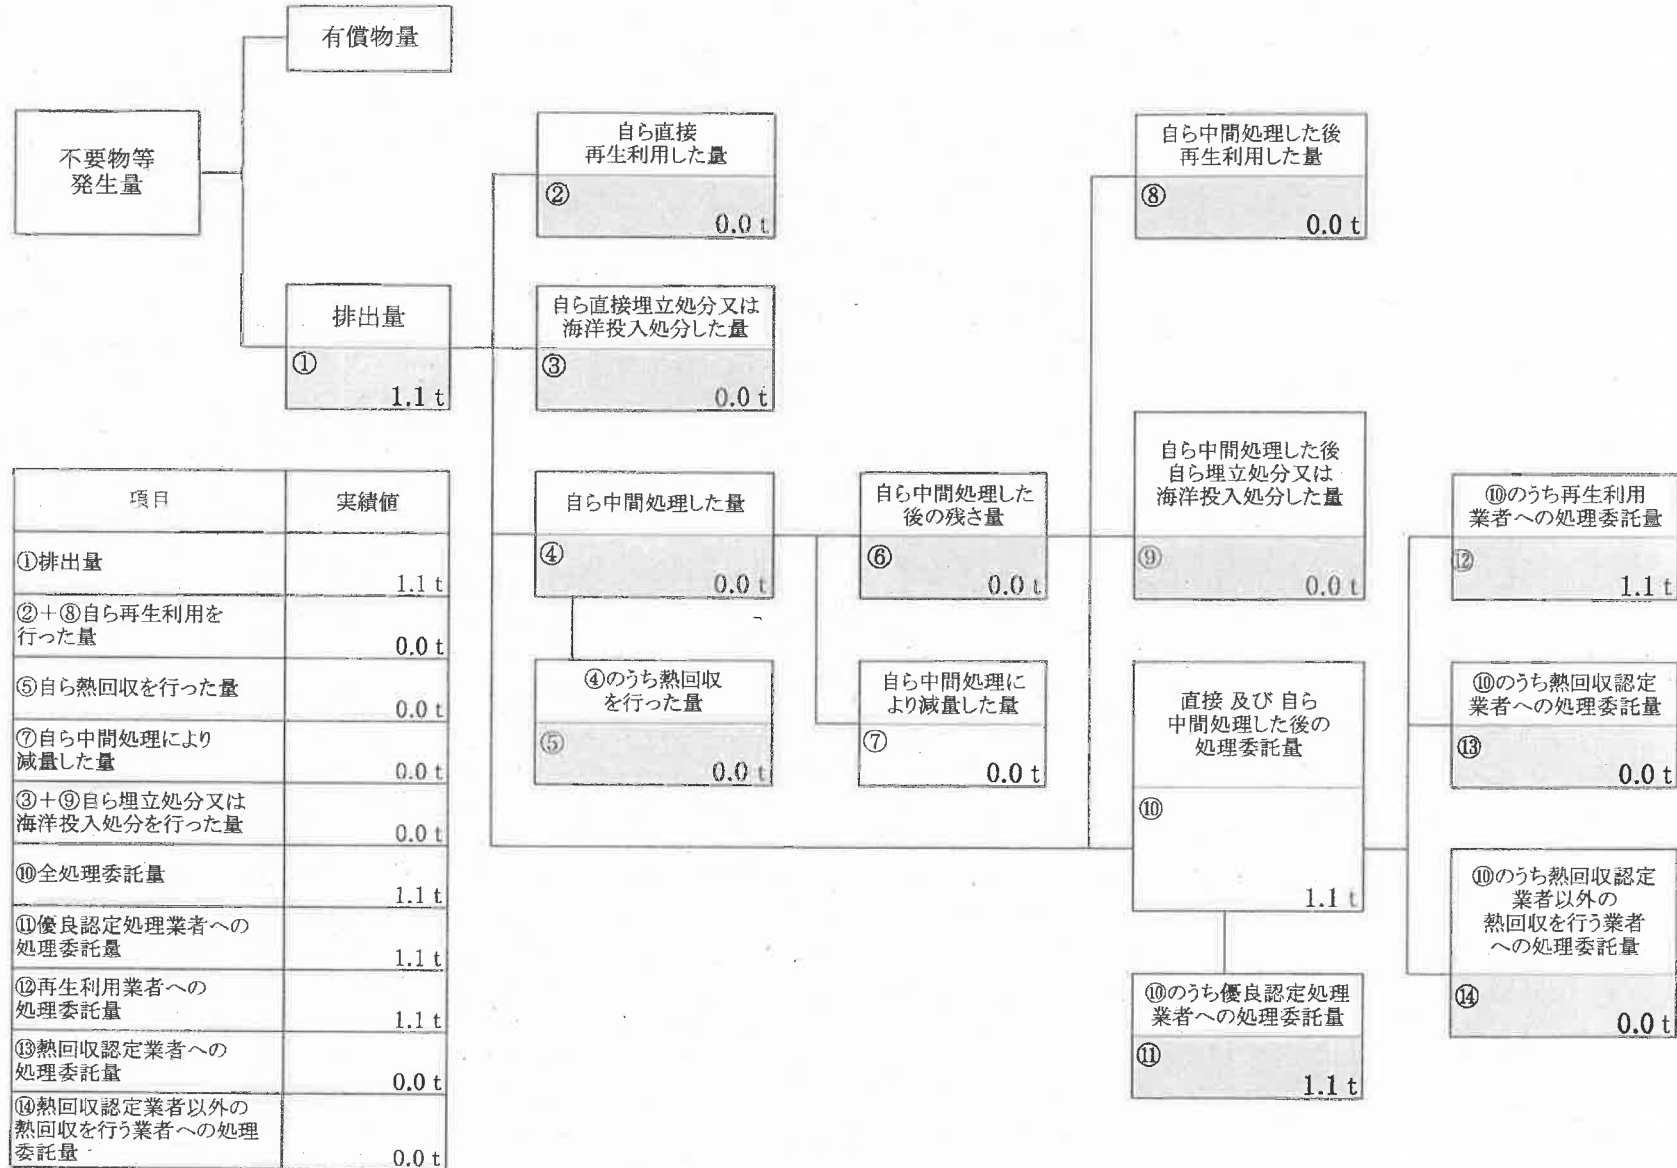 有償物量
不要物等
発生量
排出量
①
1.1 t
自ら直接
再生利用した量
②
0.0 t
自ら直接埋立処分又は
海洋投入処分した量
③
0.0 t
自ら中間処理した量
④
0.0 t
④のうち熱回収
を行った量
⑤
0.0 t
自ら中間処理した
後の残さ量
⑥
0.0 t
自ら中間処理に
より減量した量
⑦
0.0 t
自ら中間処理した後
再生利用した量
⑧
0.0 t
自ら中間処理した後
自ら埋立処分又は
海洋投入処分した量
⑨
0.0 t
直接 及び 自ら
中間処理した後の
処理委託量
⑩
1.1 t
⑩のうち優良認定処理
業者への処理委託量
⑪
1.1 t
⑩のうち再生利用
業者への処理委託量
⑫
1.1 t
⑩のうち熱回収認定
業者への処理委託量
⑬
0.0 t
⑩のうち熱回収認定
業者以外の
熱回収を行う業者
への処理委託量
⑭
0.0 t
項目 実績値
①排出量
1.1 t
②+⑧自ら再生利用を
行った量
0.0 t
⑤自ら熱回収を行った量
0.0 t
⑦自ら中間処理により
減量した量
0.0 t
③+⑨自ら埋立処分又は
海洋投入処分を行った量
0.0 t
⑩全処理委託量
1.1 t
⑪優良認定処理業者への
処理委託量
1.1 t
⑫再生利用業者への
処理委託量
1.1 t
⑬熱回収認定業者への
処理委託量
0.0 t
⑭熱回収認定業者以外の
熱回収を行う業者への処理
委託量
0.0 t